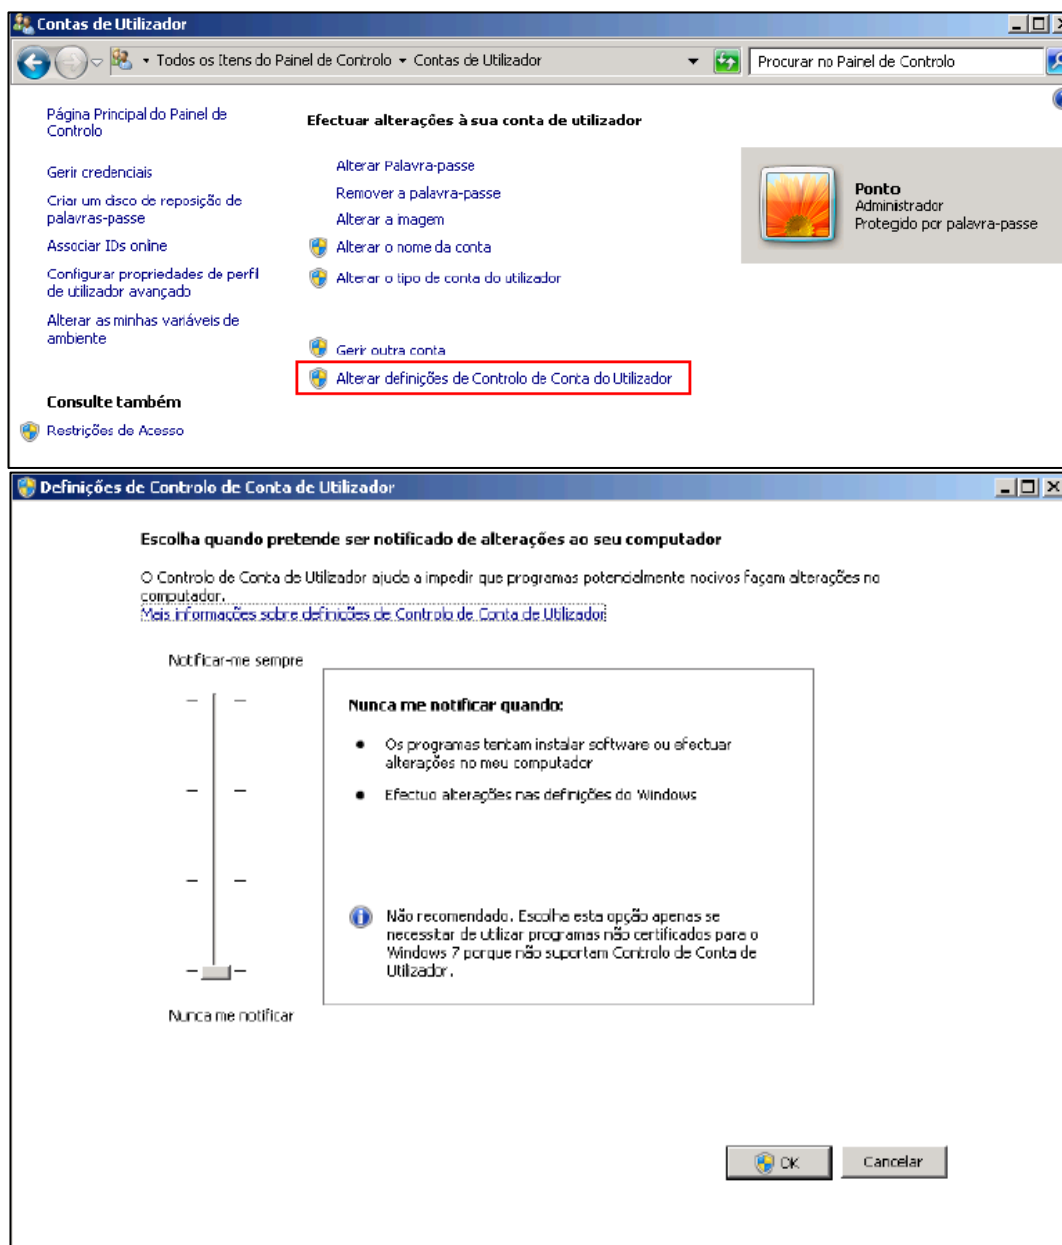 Contas de Utilizador
Todos os Itens do Painel de Controlo Contas de Utilizador
Procurar no Painel de Controlo
Página Principal do Painel de
Controlo
Gerir credenciais
Criar um disco de reposição de
palavras-passe
Associar IDs online
Configurar propriedades de perfil
de utilizador avançado
Alterar as minhas variáveis de
ambiente
Consulte também
Restrições de Acesso
Efectuar alterações à sua conta de utilizador
Alterar Palavra-passe
Remover a palavra-passe
Alterar a imagem
Alterar o nome da conta
Alterar o tipo de conta do utilizador
Gerir outra conta
Alterar definições de Controlo de Conta do Utilizador
Ponto
Administrador
Protegido por palavra-passe
Definições de Controlo de Conta de Utilizador
Escolha quando pretende ser notificado de alterações ao seu computador
O Controlo de Conta de Utilizador ajuda a impedir que programas potencialmente nocivos façam alterações no
computador.
Mais informações sobre definições de Controlo de Conta de Utilizador
Notificar-me sempre
Nunca me notificar quando:
Os programas tentam instalar software ou efectuar
alterações no meu computador
Efectuo alterações nas definições do Windows
Não recomendado. Escolha esta opção apenas se
necessitar de utilizar programas não certificados para o
Windows 7 porque não suportam Controlo de Conta de
Utilizador.
Nunca me notificar
OK
Cancelar